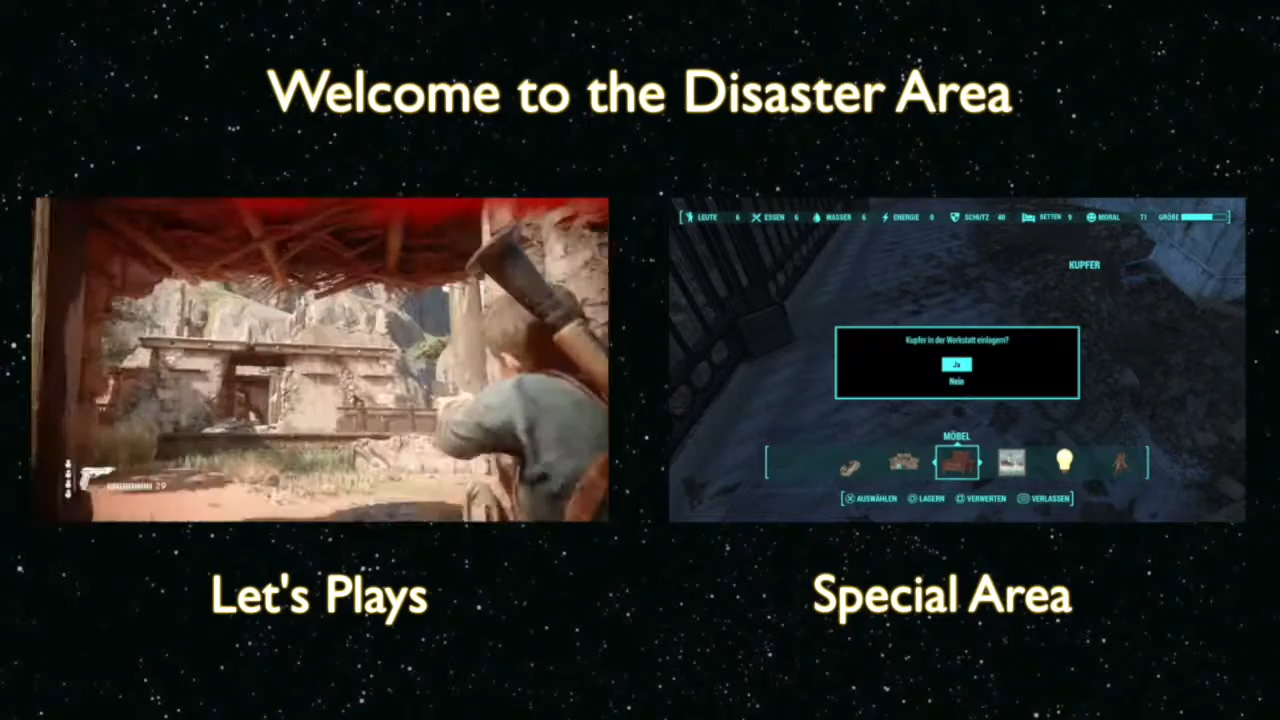 Welcome to the Disaster Area
LEUTE 6 ESSEN 6 WASSER 6 ENERGIE 0 SCHUTZ 40 BETTEN 9 MORAL 71 GRÖßE
KUPFER
Kupfer in der Werkstatt einlagern?
Ja
Nein
MÖBEL
29
AUSWÄHLEN LAGERN VERWERTEN VERLASSEN
Let's Plays
Special Area